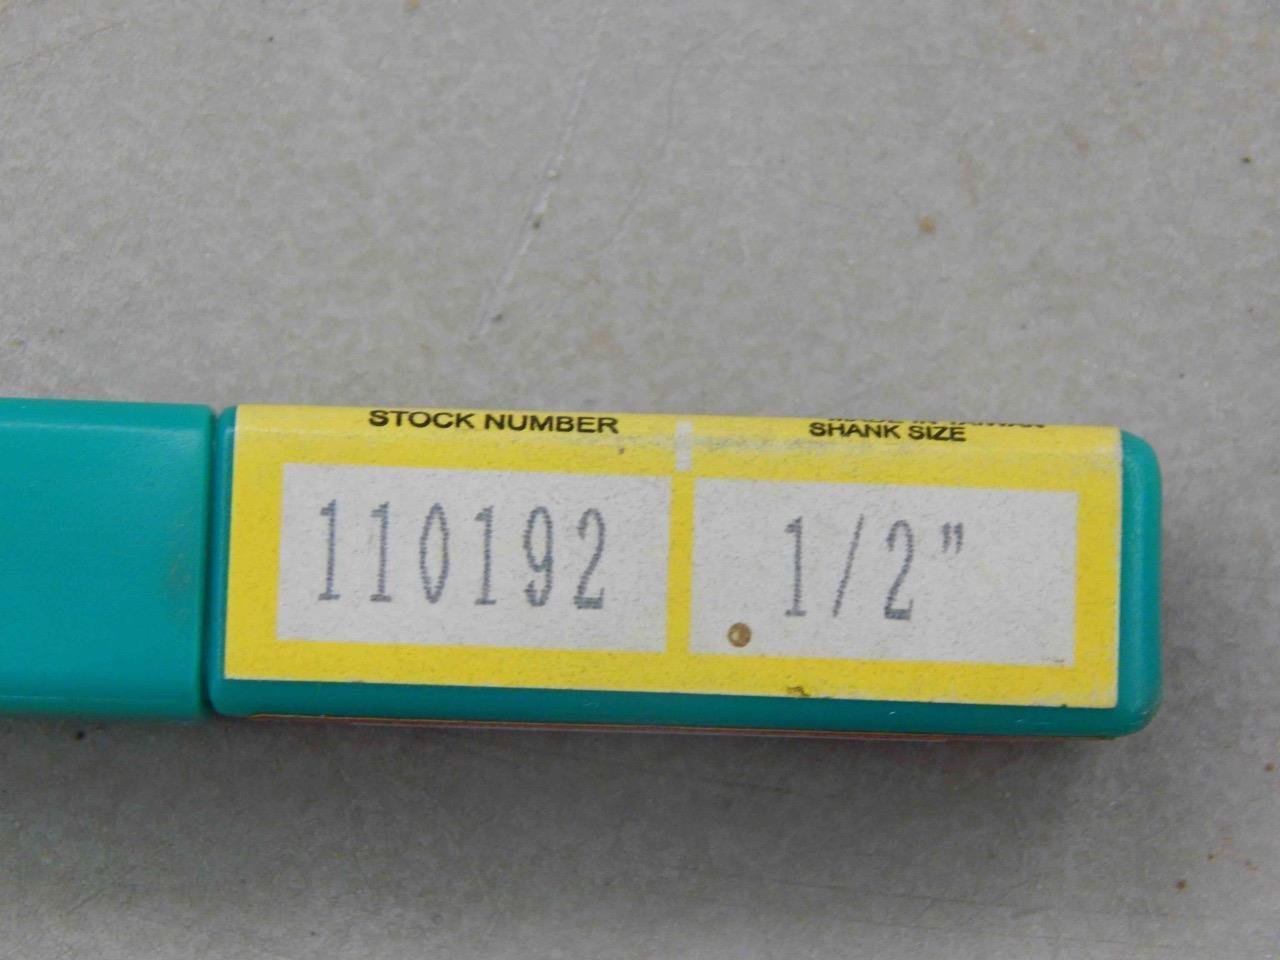 STOCK NUMBER
SHANK SIZE
110192
1/2"